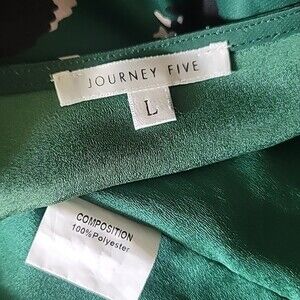 JOURNEY FIVE
L
COMPOSITION
100%Polyester